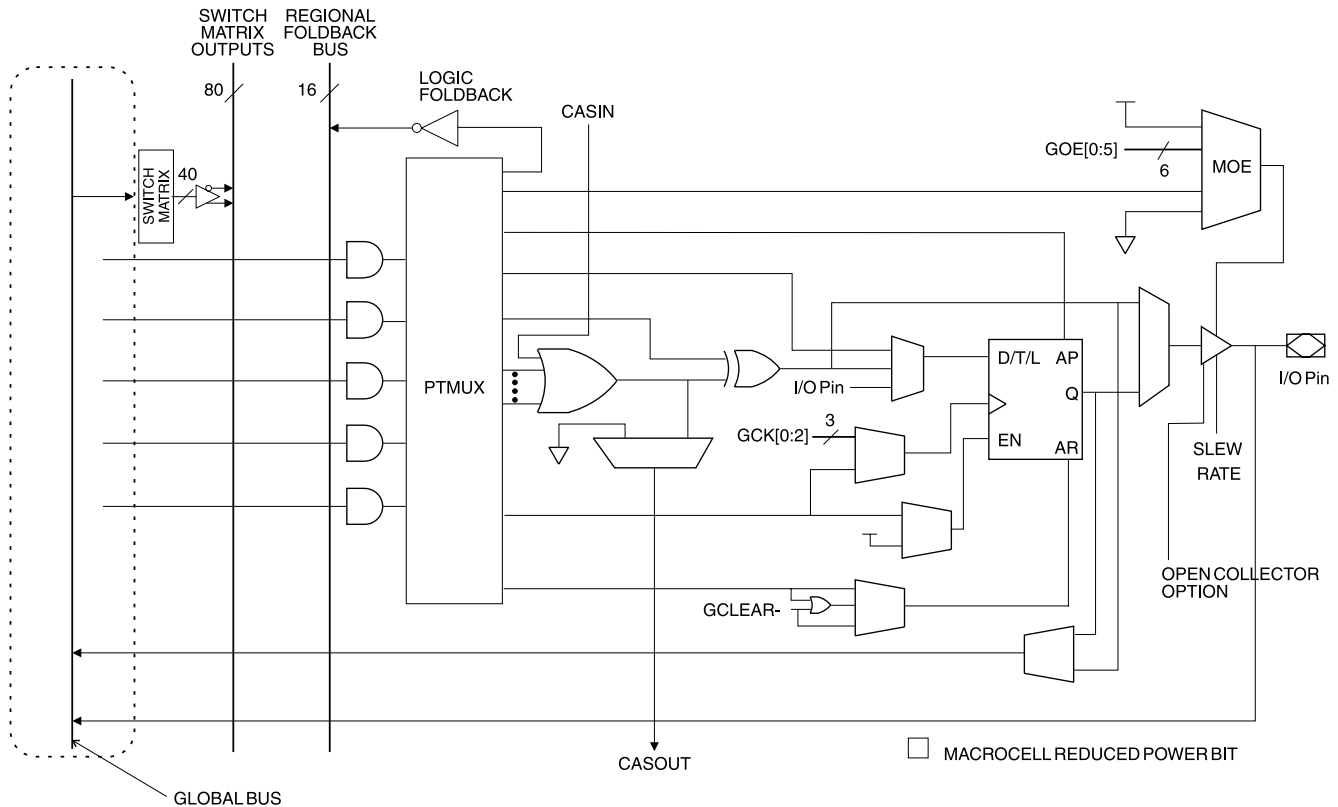 SWITCH
MATRIX
OUTPUTS
REGIONAL
FOLDBACK
BUS
80
16
LOGIC
FOLDBACK
CASIN
GOE[0:5]
6
MOE
SWITCH
MATRIX
40
PTMUX
D/T/L
AP
Q
EN
AR
I/O Pin
I/O Pin
GCK[0:2]
3
SLEW
RATE
OPEN COLLECTOR
OPTION
GCLEAR-
CASOUT
MACROCELL REDUCED POWER BIT
GLOBAL BUS